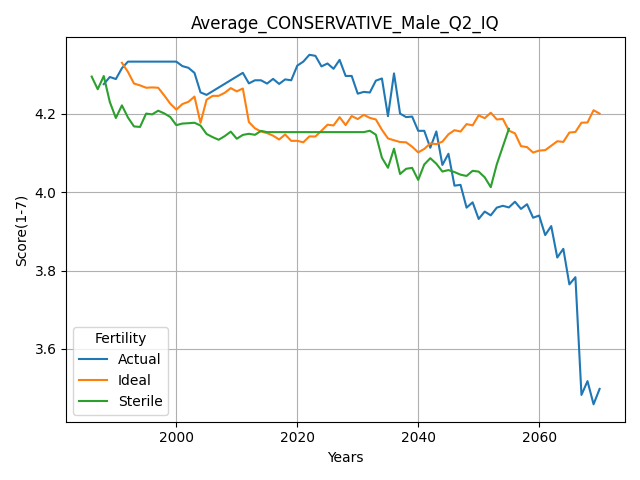 Average_CONSERVATIVE_Male_Q2_IQ
Score(1-7)
4.2
4.0
3.8
3.6
Fertility
Actual
Ideal
Sterile
2000
2020
2040
2060
Years